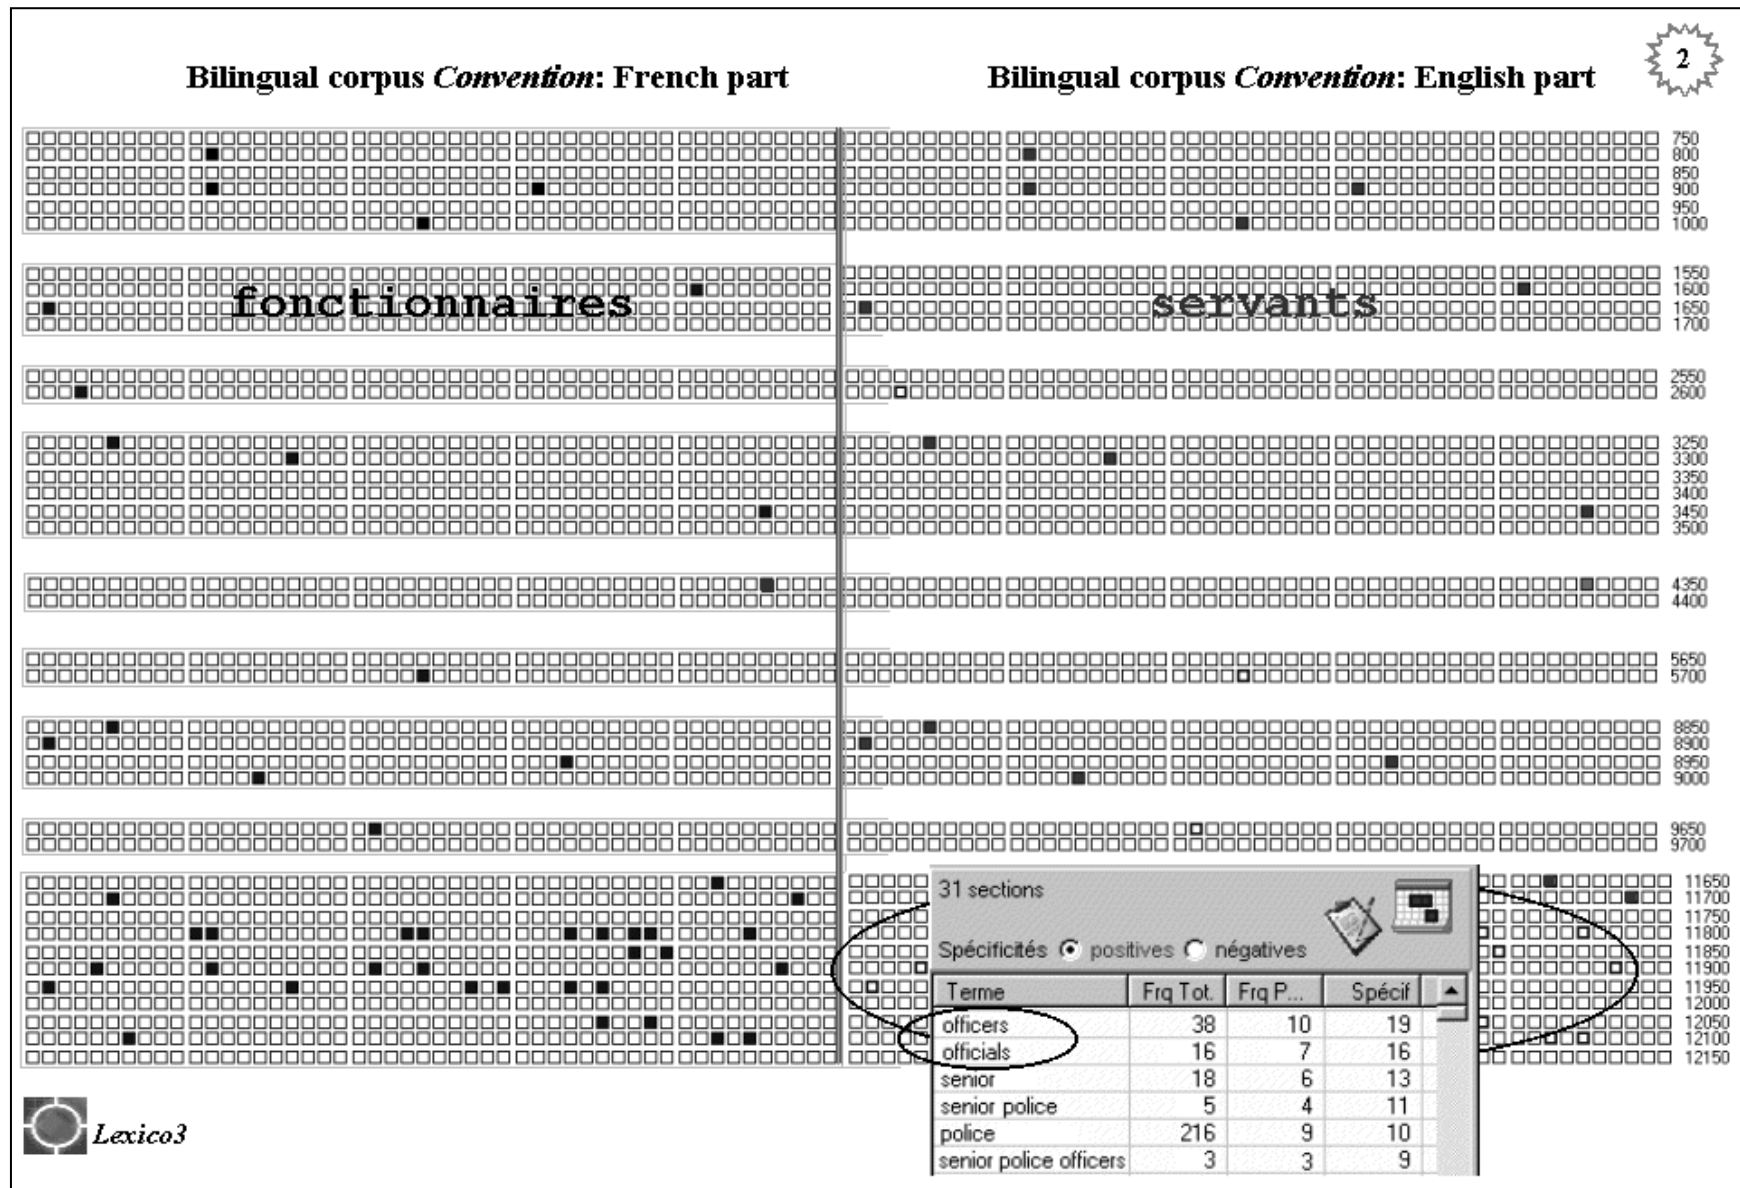 2
Bilingual corpus Convention: French part
Bilingual corpus Convention: English part
750
800
850
900
950
1000
fonctionnaires
servants
1550
1600
1650
1700
2550
2600
3250
3300
3350
3400
3450
3500
4350
4400
5650
5700
8850
8900
8950
9000
9650
9700
11650
11700
11750
11800
11850
11900
11950
12000
12050
12100
12150
31 sections
Spécificités positives négatives
Terme Frq Tot. Frq P... Spécif
officers 38 10 19
officials 16 7 16
senior 18 6 13
senior police 5 4 11
police 216 9 10
senior police officers 3 3 9
Lexico3